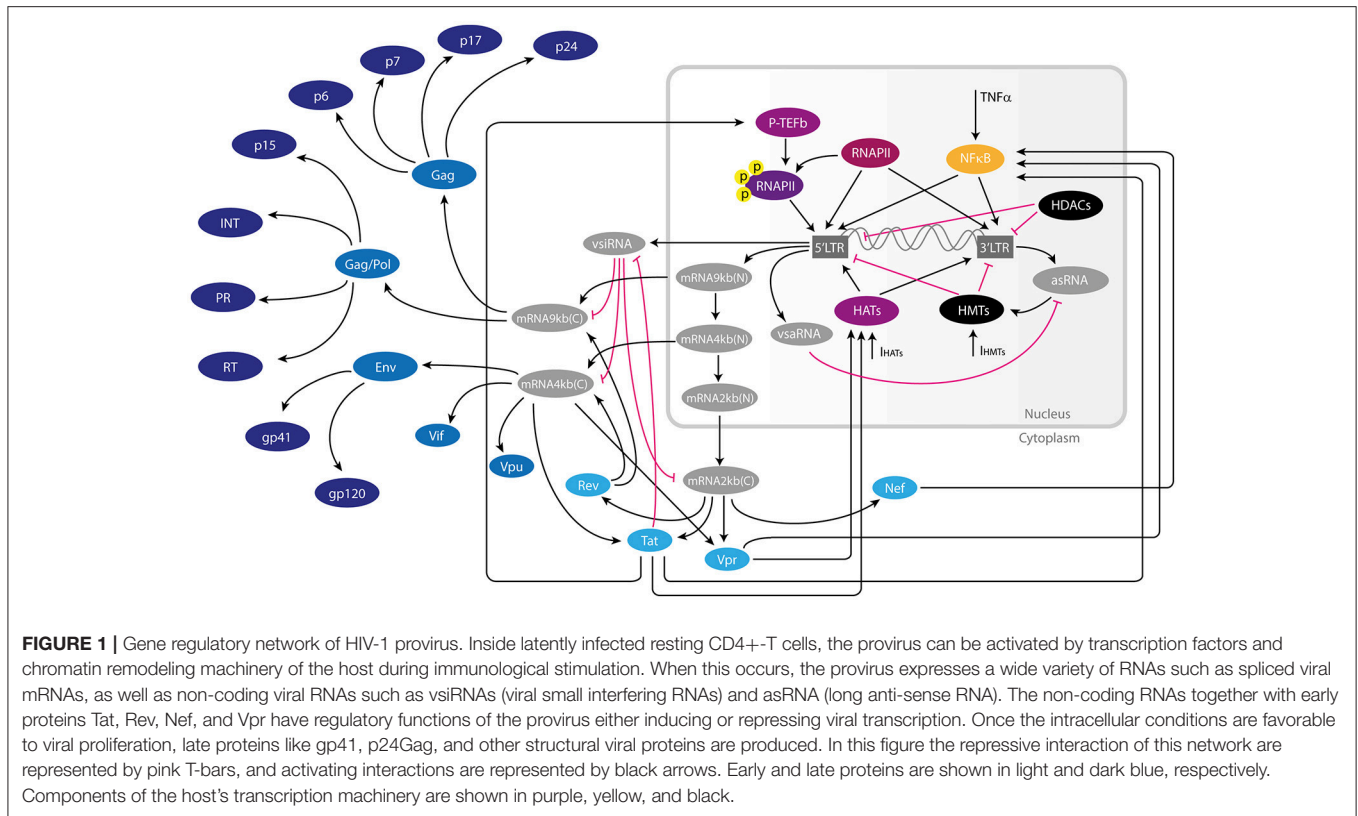 p17
p24
p7
p6
p15
Gag
INT
Gag/Pol
PR
RT
Env
gp41
gp120
Vif
Vpu
Rev
Tat
Vpr
Nef
vsiRNA
mRNA9kb(C)
mRNA4kb(C)
mRNA9kb(N)
mRNA4kb(N)
mRNA2kb(N)
mRNA2kb(C)
vsaRNA
P-TEFb
RNAPII
p
p
p
RNAPII
TNFα
NFκB
HDACs
5'LTR
3'LTR
asRNA
HATs
HMTs
IHATs
IHMTs
Nucleus
Cytoplasm
FIGURE 1 | Gene regulatory network of HIV-1 provirus. Inside latently infected resting CD4+-T cells, the provirus can be activated by transcription factors and
chromatin remodeling machinery of the host during immunological stimulation. When this occurs, the provirus expresses a wide variety of RNAs such as spliced viral
mRNAs, as well as non-coding viral RNAs such as vsiRNAs (viral small interfering RNAs) and asRNA (long anti-sense RNA). The non-coding RNAs together with early
proteins Tat, Rev, Nef, and Vpr have regulatory functions of the provirus either inducing or repressing viral transcription. Once the intracellular conditions are favorable
to viral proliferation, late proteins like gp41, p24Gag, and other structural viral proteins are produced. In this figure the repressive interaction of this network are
represented by pink T-bars, and activating interactions are represented by black arrows. Early and late proteins are shown in light and dark blue, respectively.
Components of the host's transcription machinery are shown in purple, yellow, and black.